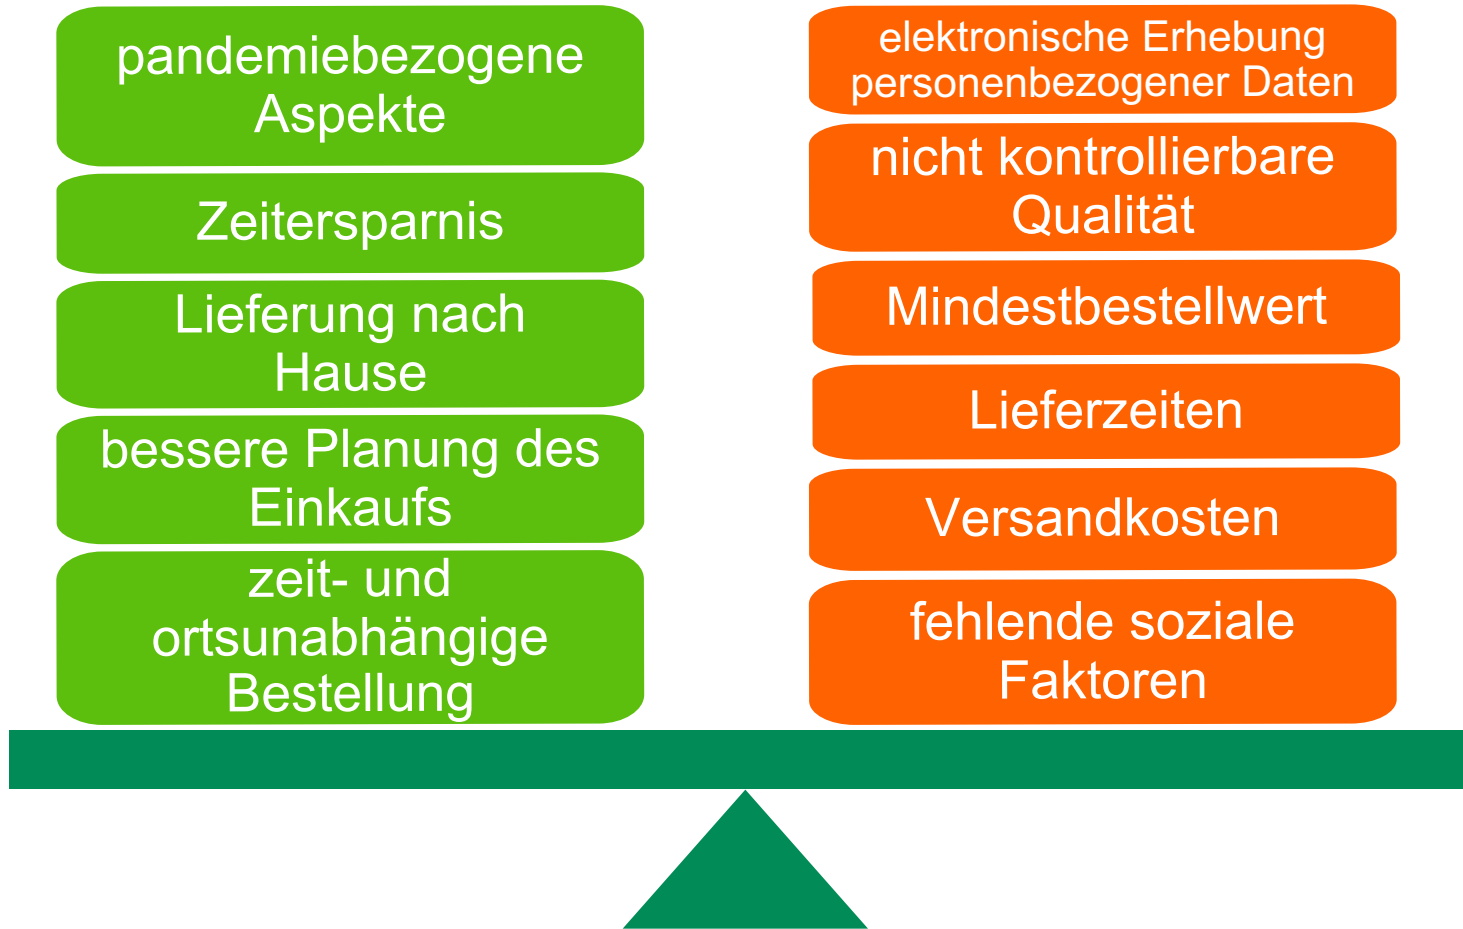 pandemiebezogene
Aspekte
Zeitersparnis
Lieferung nach
Hause
bessere Planung des
Einkaufs
zeit- und
ortsunabhängige
Bestellung
elektronische Erhebung
personenbezogener Daten
nicht kontrollierbare
Qualität
Mindestbestellwert
Lieferzeiten
Versandkosten
fehlende soziale
Faktoren